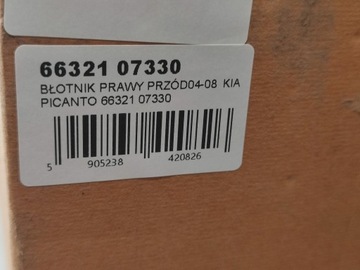 66321 07330
BŁOTNIK PRAWY PRZÓD04-08 KIA
PICANTO 66321 07330
5 905238 420826